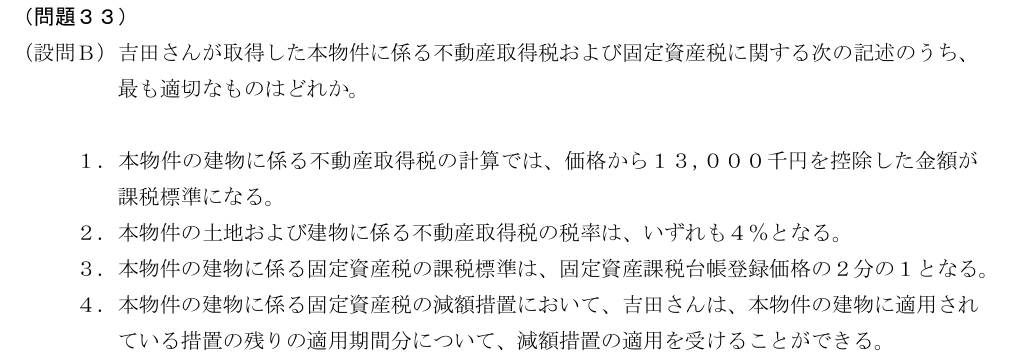 （問題３３）
（設問Ｂ）吉田さんが取得した本物件に係る不動産取得税および固定資産税に関する次の記述のうち、
最も適切なものはどれか。
１．本物件の建物に係る不動産取得税の計算では、価格から１３,０００千円を控除した金額が
課税標準になる。
２．本物件の土地および建物に係る不動産取得税の税率は、いずれも４％となる。
３．本物件の建物に係る固定資産税の課税標準は、固定資産課税台帳登録価格の２分の１となる。
４．本物件の建物に係る固定資産税の減額措置において、吉田さんは、本物件の建物に適用され
ている措置の残りの適用期間分について、減額措置の適用を受けることができる。